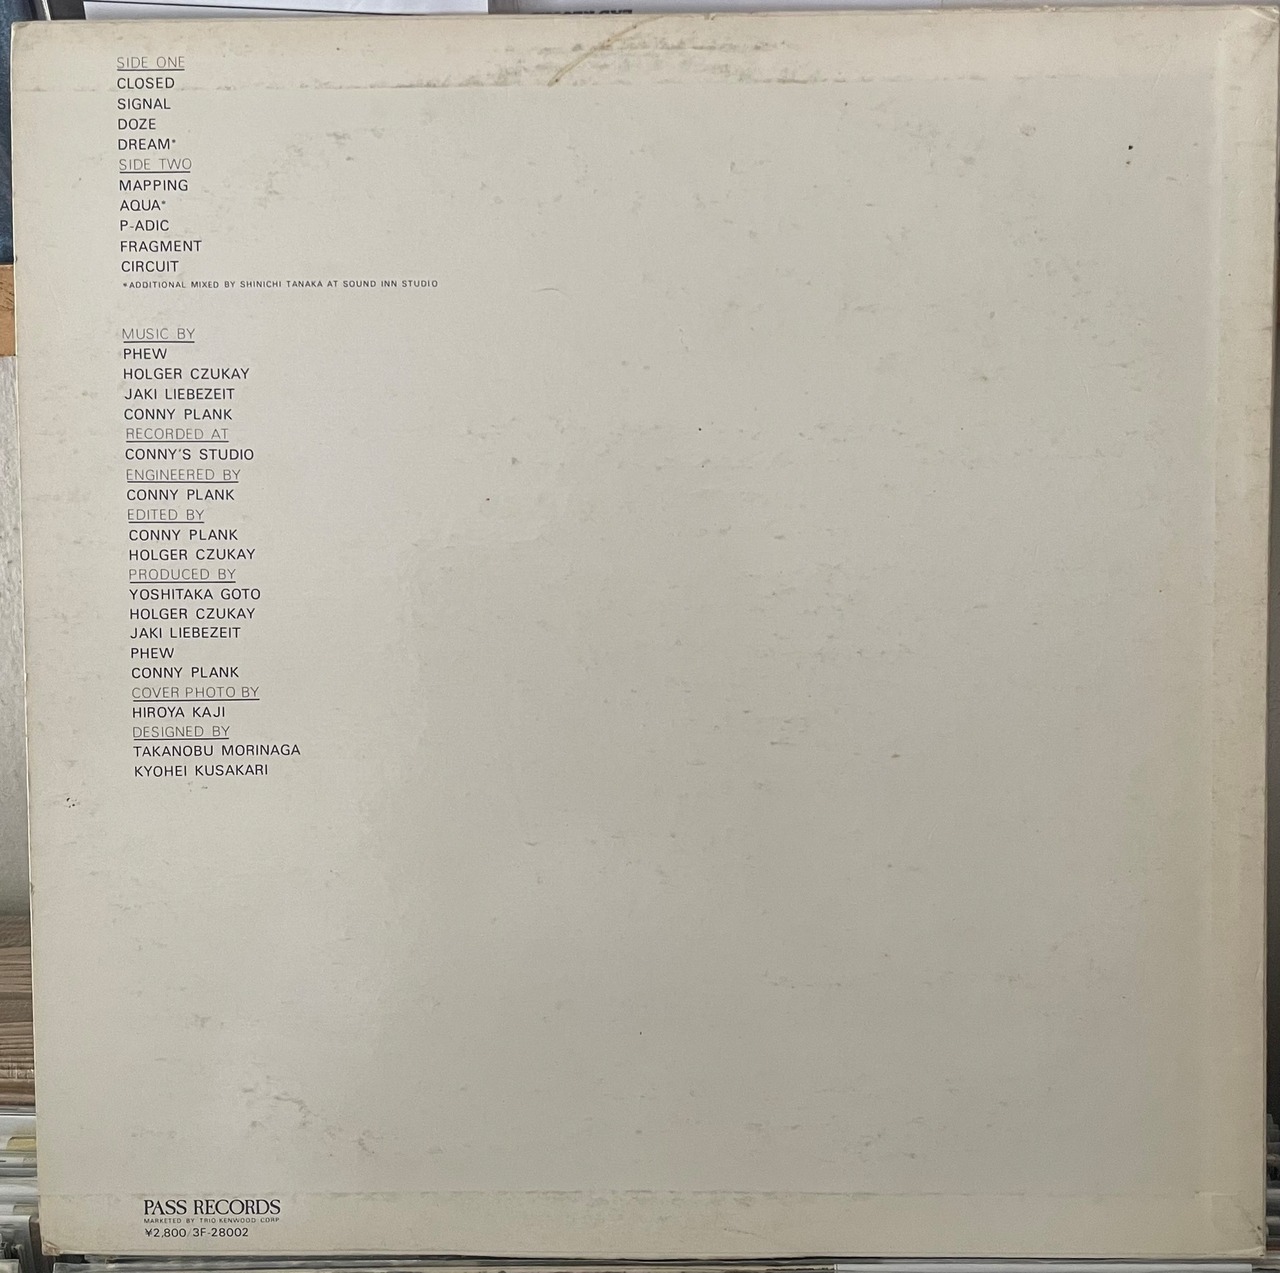 SIDE ONE
CLOSED
SIGNAL
DOZE
DREAM*
SIDE TWO
MAPPING
AQUA*
P-ADIC
FRAGMENT
CIRCUIT
*ADDITIONAL MIXED BY SHINICHI TANAKA AT SOUND INN STUDIO
MUSIC BY
PHEW
HOLGER CZUKAY
JAKI LIEBEZEIT
CONNY PLANK
RECORDED AT
CONNY'S STUDIO
ENGINEERED BY
CONNY PLANK
EDITED BY
CONNY PLANK
HOLGER CZUKAY
PRODUCED BY
YOSHITAKA GOTO
HOLGER CZUKAY
JAKI LIEBEZEIT
PHEW
CONNY PLANK
COVER PHOTO BY
HIROYA KAJI
DESIGNED BY
TAKANOBU MORINAGA
KYOHEI KUSAKARI
PASS RECORDS
MARKETED BY TRIO-KENWOOD CORP
¥2,800/3F-28002